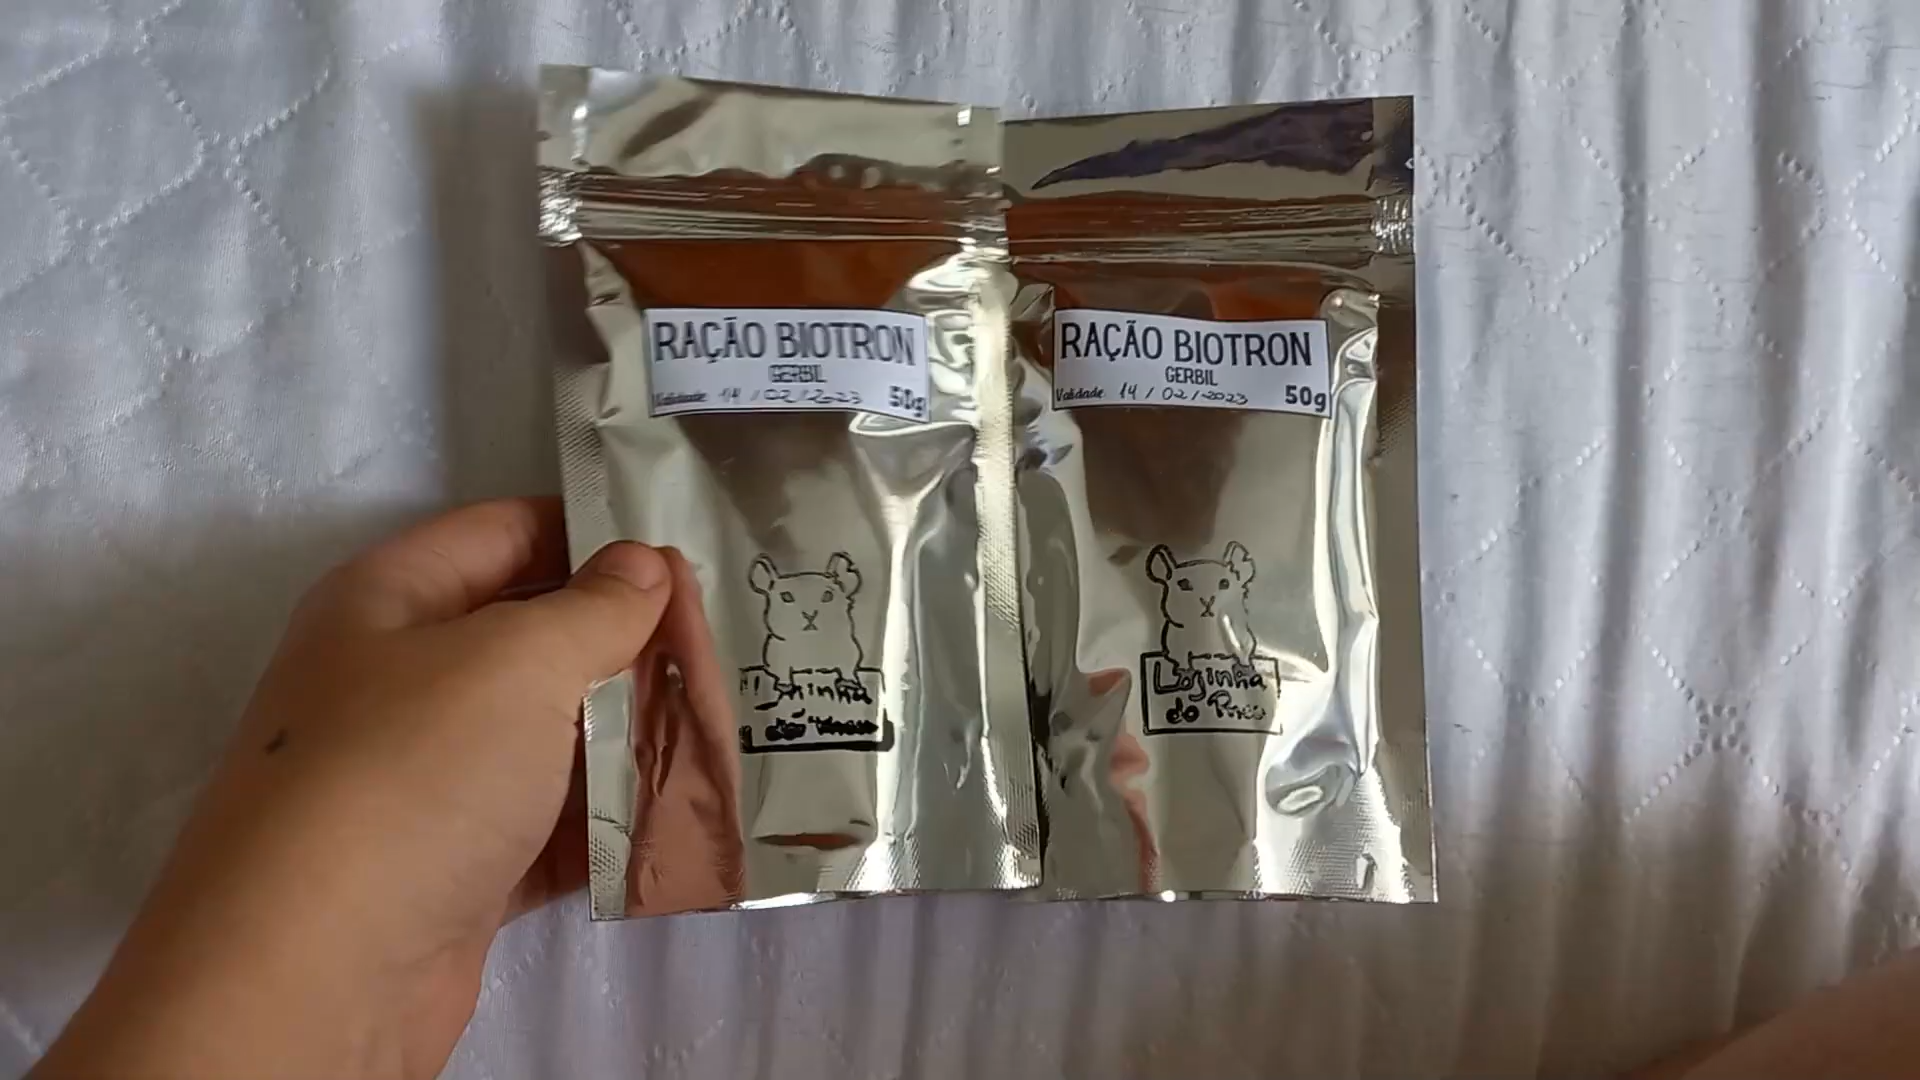 RAÇÃO BIOTRON
GERBIL
Validade 14/02/2023 50g
RAÇÃO BIOTRON
GERBIL
Validade 14/02/2023 50g
Lojinha
do